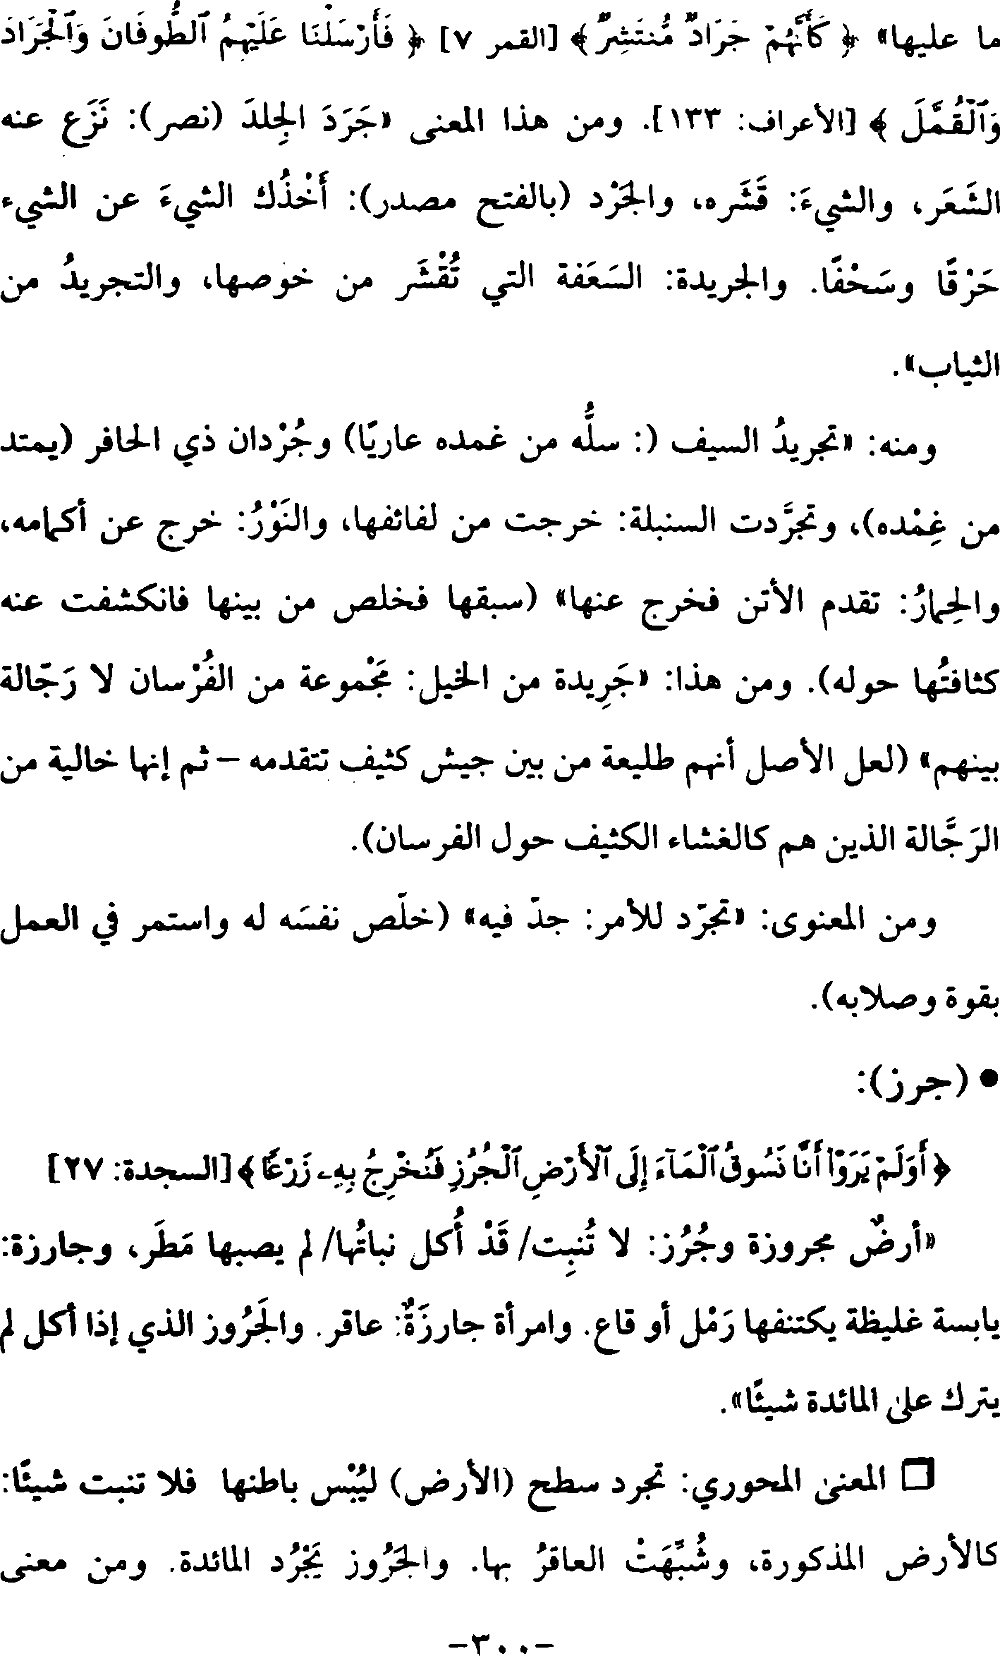 ما عليها» ﴿ كَأَنَّهُمْ جَرَادٌ مُّنتَشِرٌ ﴾ [القمر ٧] ﴿ فَأَرْسَلْنَا عَلَيْهِمُ ٱلطُّوفَانَ وَٱلْجَرَادَ
وَٱلْقُمَّلَ ﴾ [الأعراف: ١٣٣]. ومن هذا المعنى «جَرَدَ الجِلدَ (نصر): نَزَع عنه
الشَعَر، والشيءَ: قَشَره، والجَرْد (بالفتح مصدر): أَخْذُك الشيءَ عن الشيء
حَرْقًا وسَحْفًا. والجريدة: السَعَفة التي تُقْشَر من خوصها، والتجريدُ من
الثياب».
ومنه: «تجريدُ السيف (: سلُّه من غمده عاريًا) وجُرْدان ذي الحافر (يمتد
من غِمْده)، وتجرَّدت السنبلة: خرجت من لفائفها، والنَوْرُ: خرج عن أكمامه،
والحِمارُ: تقدم الأتن فخرج عنها» (سبقها فخلص من بينها فانكشفت عنه
كثافتُها حوله). ومن هذا: «جَرِيدة من الخيل: مَجْموعة من الفُرْسان لا رَجّالة
بينهم» (لعل الأصل أنهم طليعة من بين جيش كثيف تتقدمه – ثم إنها خالية من
الرَجَّالة الذين هم كالغشاء الكثيف حول الفرسان).
ومن المعنوى: «تجرّد للأمر: جدّ فيه» (خلّص نفسَه له واستمر في العمل
بقوة وصلابه).
• (جرز):
﴿ أَوَلَمْ يَرَوْا۟ أَنَّا نَسُوقُ ٱلْمَآءَ إِلَى ٱلْأَرْضِ ٱلْجُرُزِ فَنُخْرِجُ بِهِۦ زَرْعًا ﴾ [السجدة: ٢٧]
«أرضٌ مجروزة وجُرُز: لا تُنبِت/ قَدْ أُكل نباتُها/ لم يصبها مَطَر، وجارزة:
يابسة غليظة يكتنفها رَمْل أو قاع. وامرأة جارزَةٌ: عاقر. والجَرُوز الذي إذا أكل لم
يترك على المائدة شيئًا».
❒ المعنى المحوري: تجرد سطح (الأرض) ليُبْس باطنها فلا تنبت شيئًا:
كالأرض المذكورة، وشُبِّهَتْ العاقرُ بها. والجَرُوز يَجْرُد المائدة. ومن معنى
-٣٠٠-